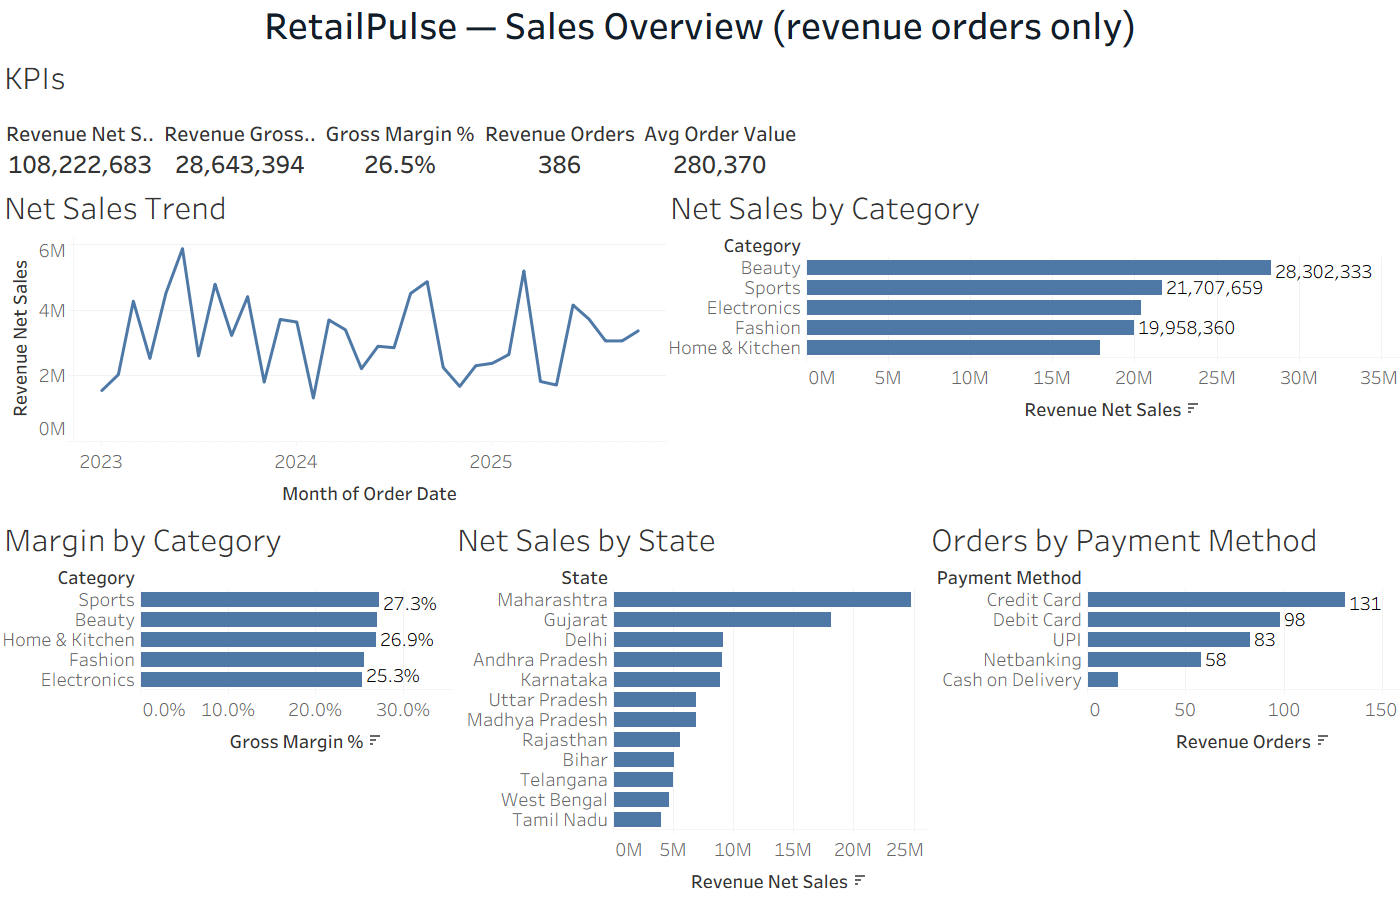 RetailPulse — Sales Overview (revenue orders only)
KPIs
Revenue Net S.. Revenue Gross.. Gross Margin % Revenue Orders Avg Order Value
108,222,683 28,643,394 26.5% 386 280,370
Net Sales Trend
Revenue Net Sales
6M
4M
2M
0M
2023 2024 2025
Month of Order Date
Net Sales by Category
Category
Beauty 28,302,333
Sports 21,707,659
Electronics
Fashion 19,958,360
Home & Kitchen
0M 5M 10M 15M 20M 25M 30M 35M
Revenue Net Sales
Margin by Category
Category
Sports 27.3%
Beauty
Home & Kitchen 26.9%
Fashion
Electronics 25.3%
0.0% 10.0% 20.0% 30.0%
Gross Margin %
Net Sales by State
State
Maharashtra
Gujarat
Delhi
Andhra Pradesh
Karnataka
Uttar Pradesh
Madhya Pradesh
Rajasthan
Bihar
Telangana
West Bengal
Tamil Nadu
0M 5M 10M 15M 20M 25M
Revenue Net Sales
Orders by Payment Method
Payment Method
Credit Card 131
Debit Card 98
UPI 83
Netbanking 58
Cash on Delivery
0 50 100 150
Revenue Orders